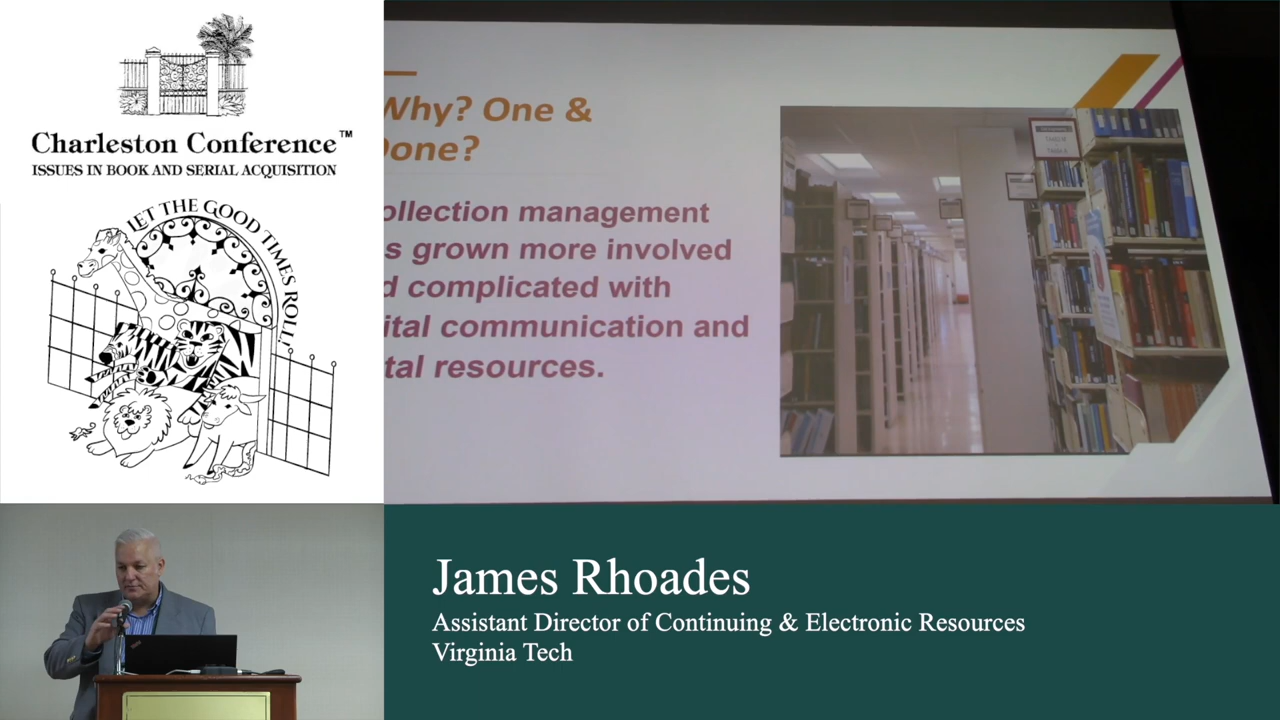 Charleston Conference™
ISSUES IN BOOK AND SERIAL ACQUISITION
LET THE GOOD TIMES ROLL!
Why? One &
Done?
ollection management
s grown more involved
d complicated with
ital communication and
tal resources.
James Rhoades
Assistant Director of Continuing & Electronic Resources
Virginia Tech